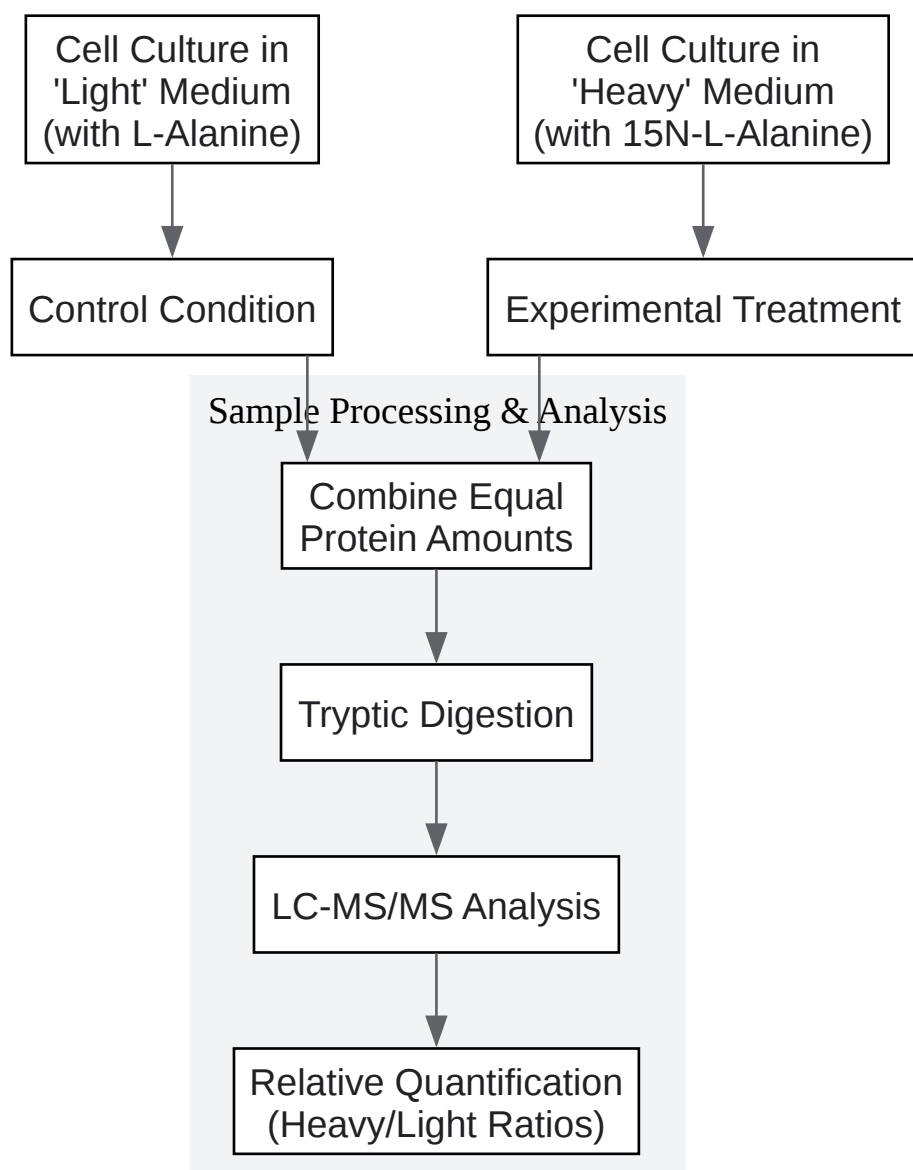 Cell Culture in
'Light' Medium
(with L-Alanine)
Cell Culture in
'Heavy' Medium
(with 15N-L-Alanine)
Control Condition
Experimental Treatment
Sample Processing & Analysis
Combine Equal
Protein Amounts
Tryptic Digestion
LC-MS/MS Analysis
Relative Quantification
(Heavy/Light Ratios)